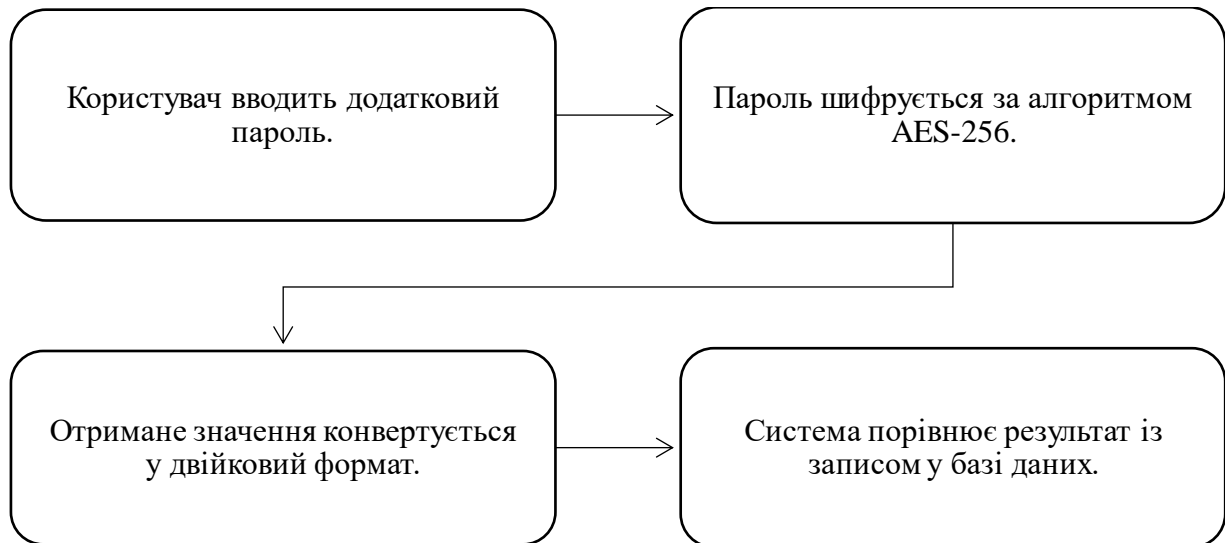 Користувач вводить додатковий
пароль.
Пароль шифрується за алгоритмом
AES-256.
Отримане значення конвертується
у двійковий формат.
Система порівнює результат із
записом у базі даних.